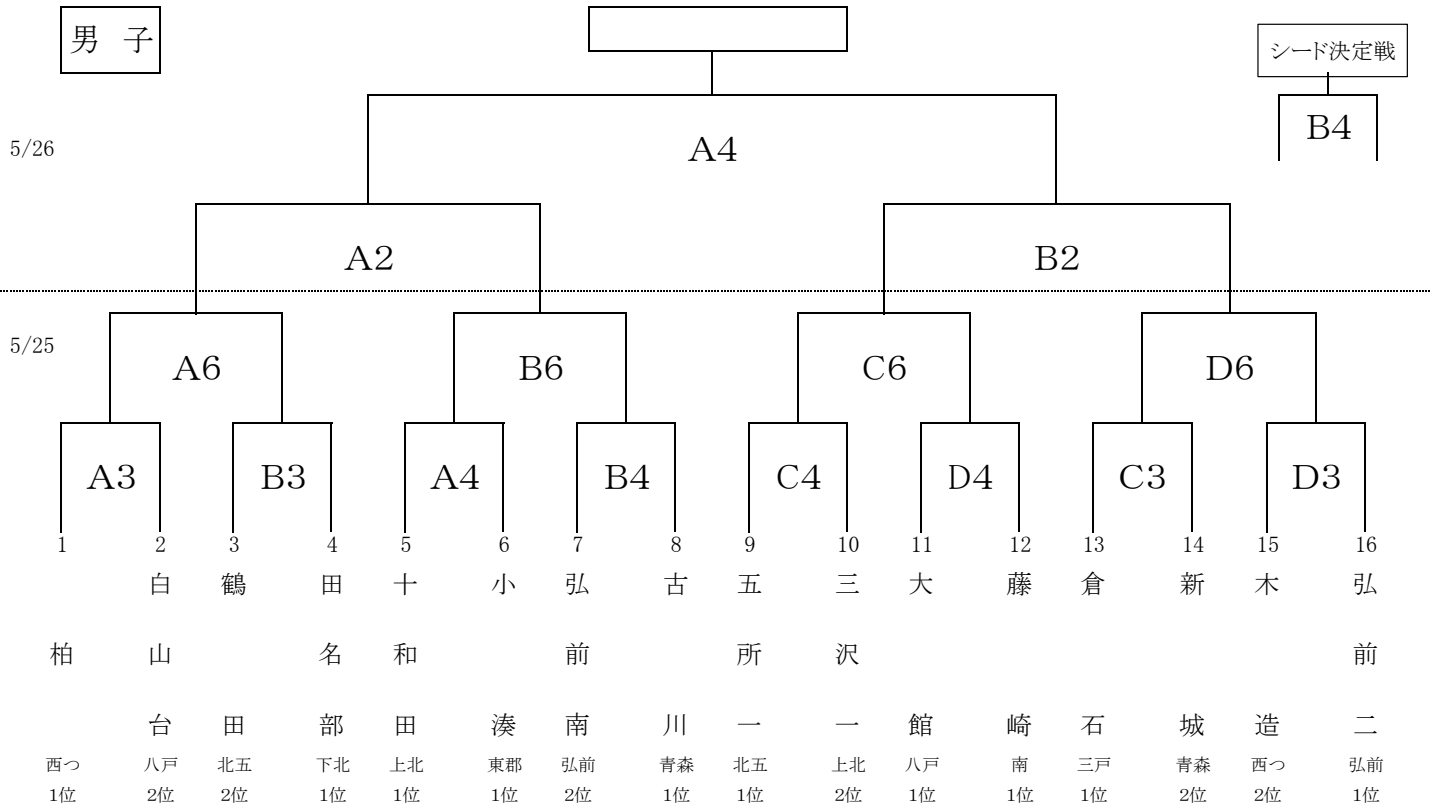 男 子
シード決定戦
B4
5/26
A4
A2
B2
5/25
A6
B6
C6
D6
A3
B3
A4
B4
C4
D4
C3
D3
1 2 3 4 5 6 7 8 9 10 11 12 13 14 15 16
柏
白山台
鶴田
田名部
十和田
小湊
弘前南
古川
五所一
三沢一
大館
藤崎
倉石
新城
木造
弘前二
西つ 八戸 北五 下北 上北 東郡 弘前 青森 北五 上北 八戸 南 三戸 青森 西つ 弘前
1位 2位 2位 1位 1位 1位 2位 1位 1位 2位 1位 1位 1位 2位 2位 1位